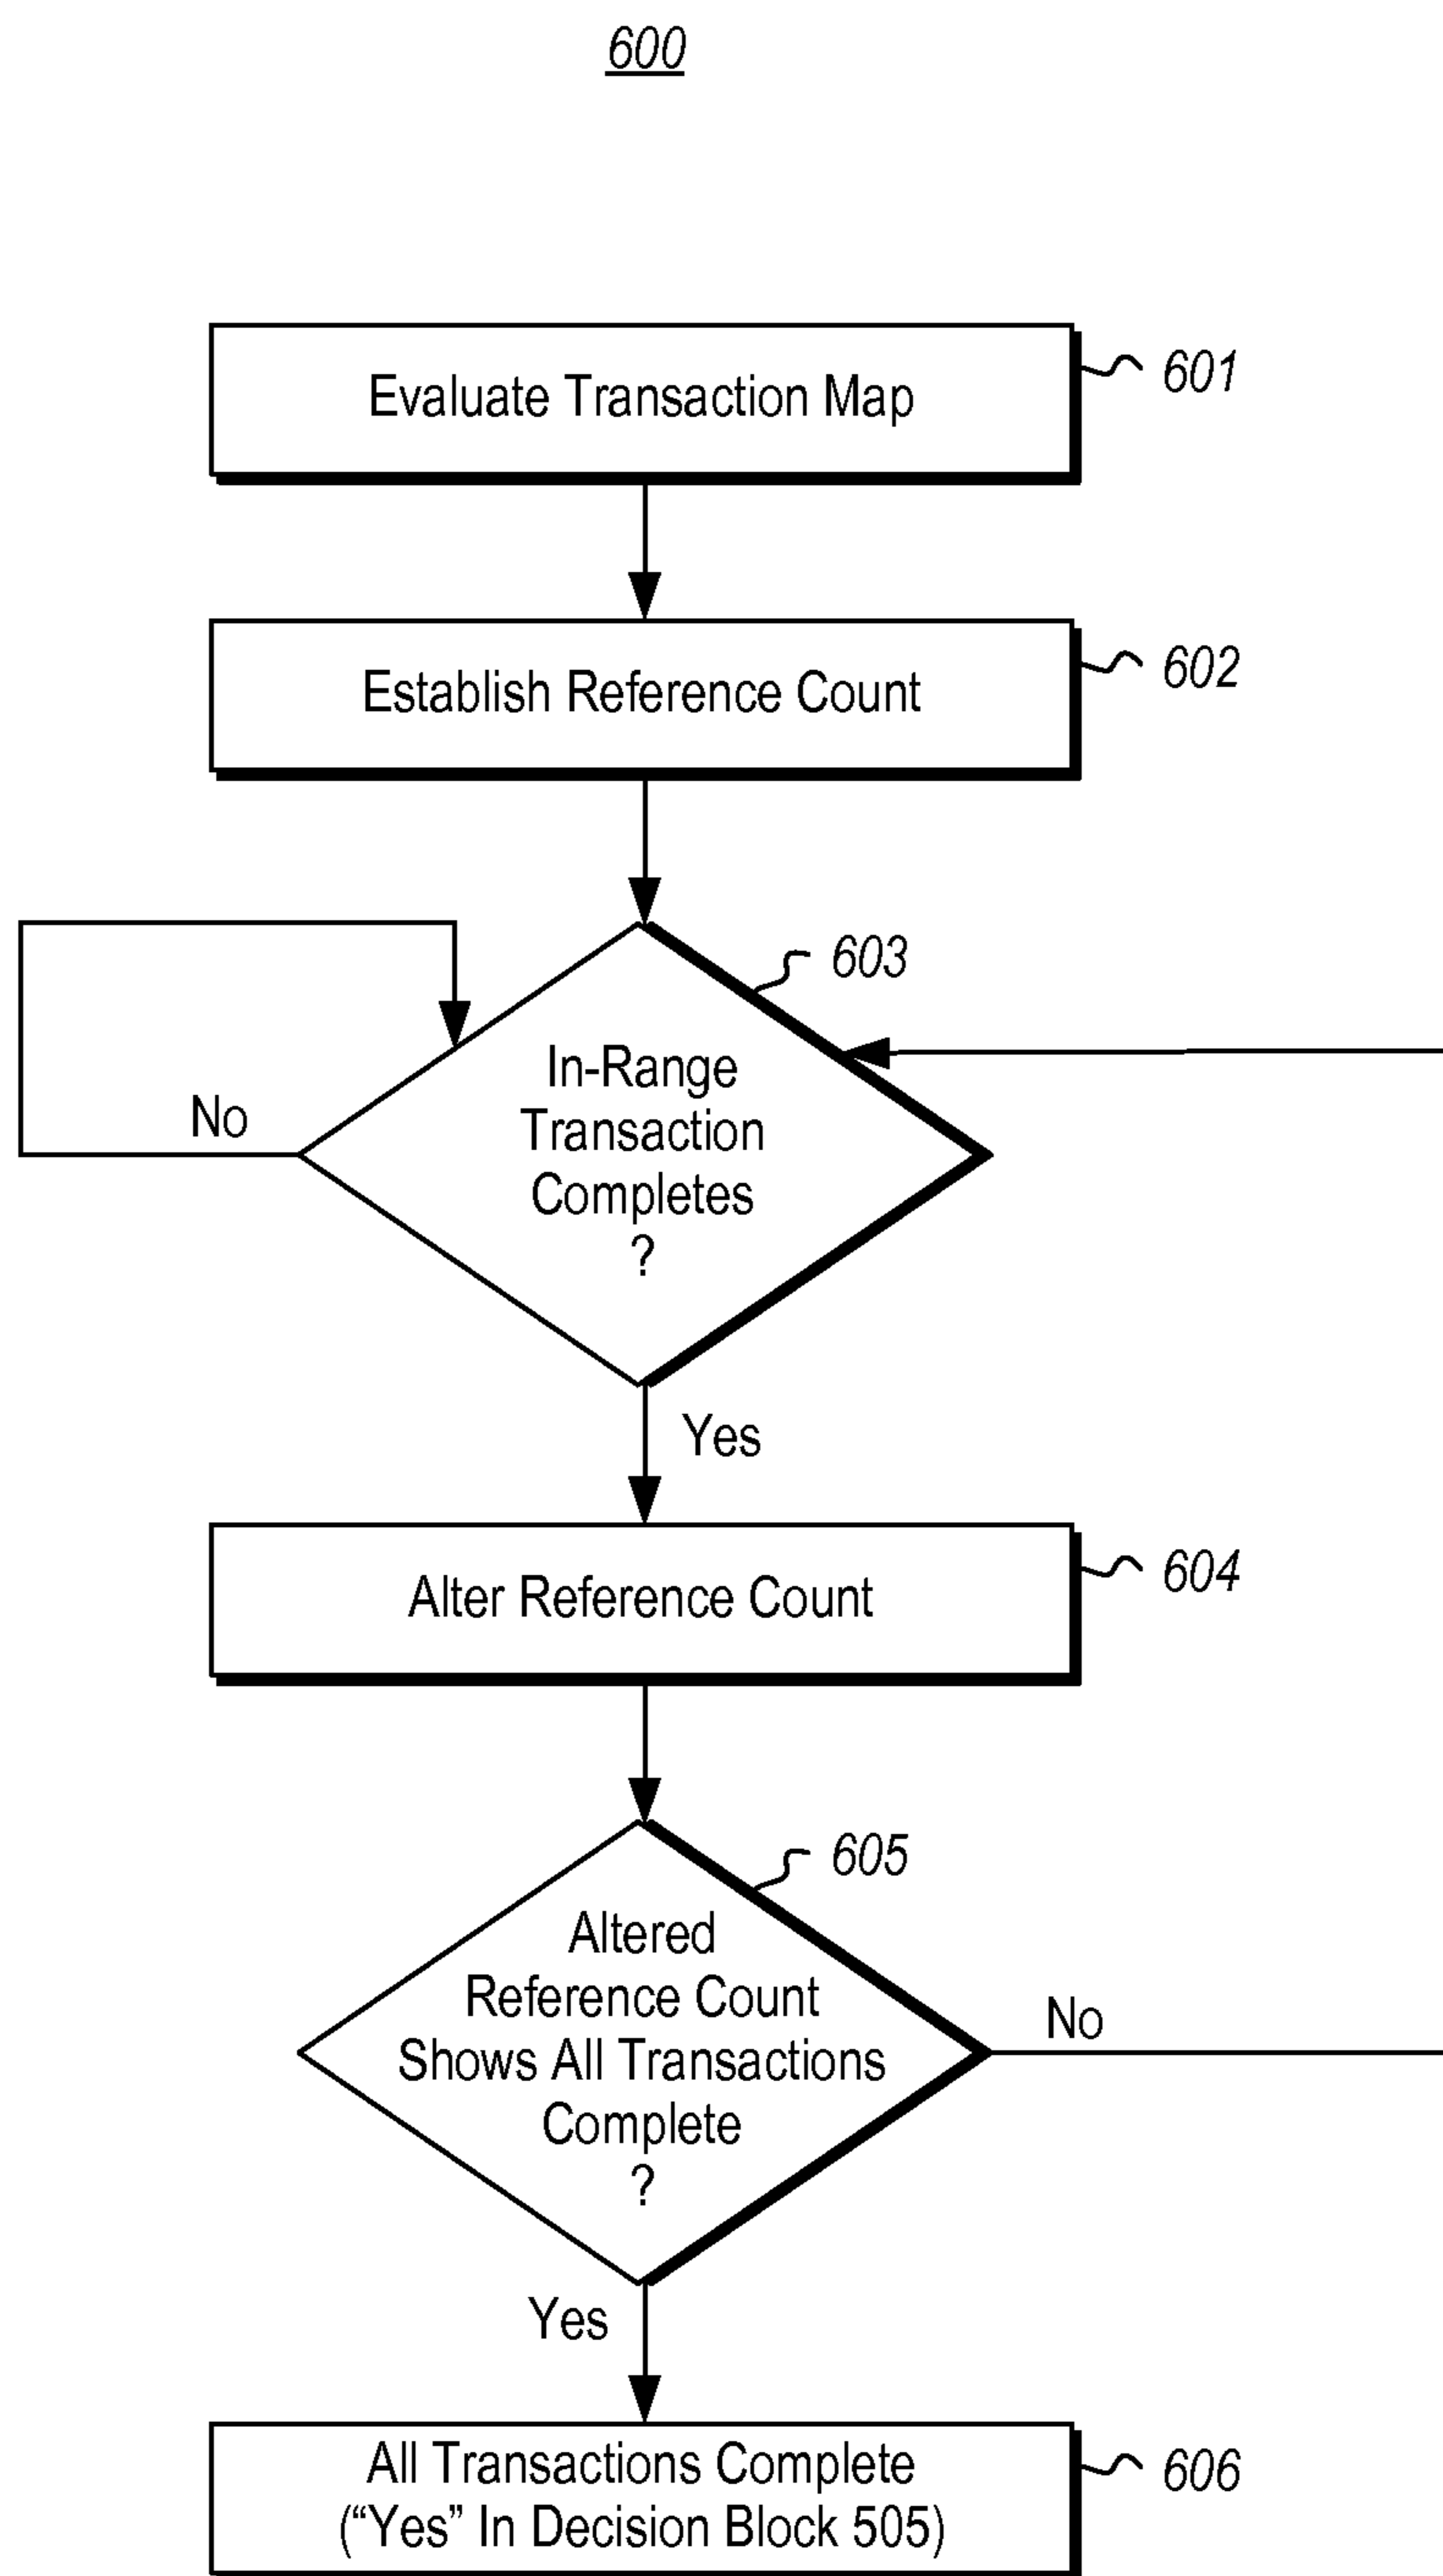 600
Evaluate Transaction Map
601
Establish Reference Count
602
603
In-Range
Transaction
Completes
?
No
Yes
Alter Reference Count
604
605
Altered
Reference Count
Shows All Transactions
Complete
?
No
Yes
All Transactions Complete
(“Yes” In Decision Block 505)
606